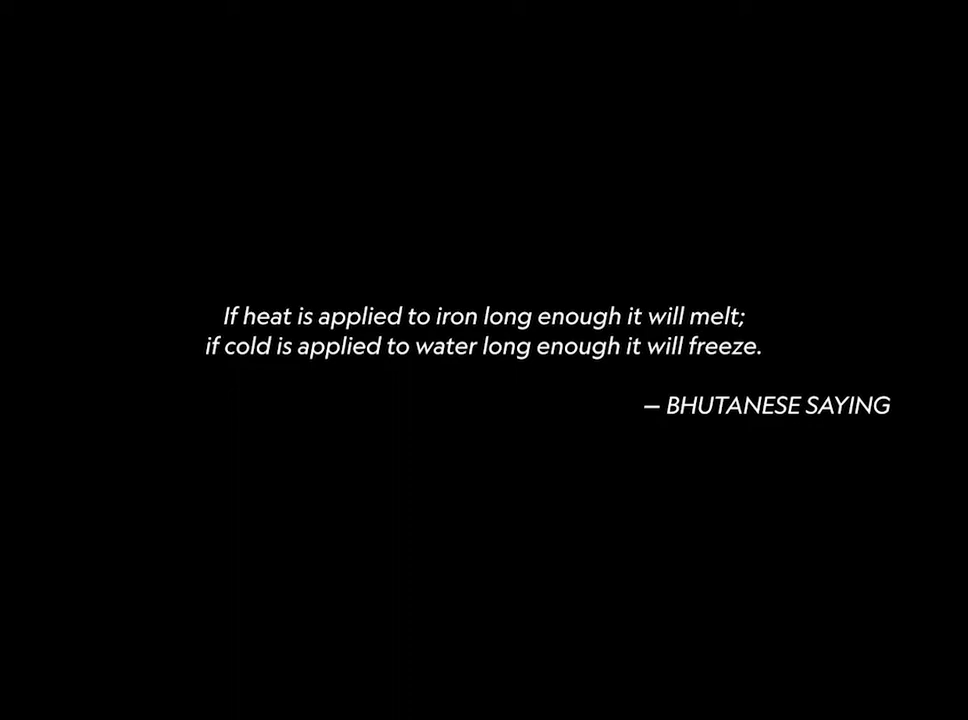 If heat is applied to iron long enough it will melt;
if cold is applied to water long enough it will freeze.
– BHUTANESE SAYING